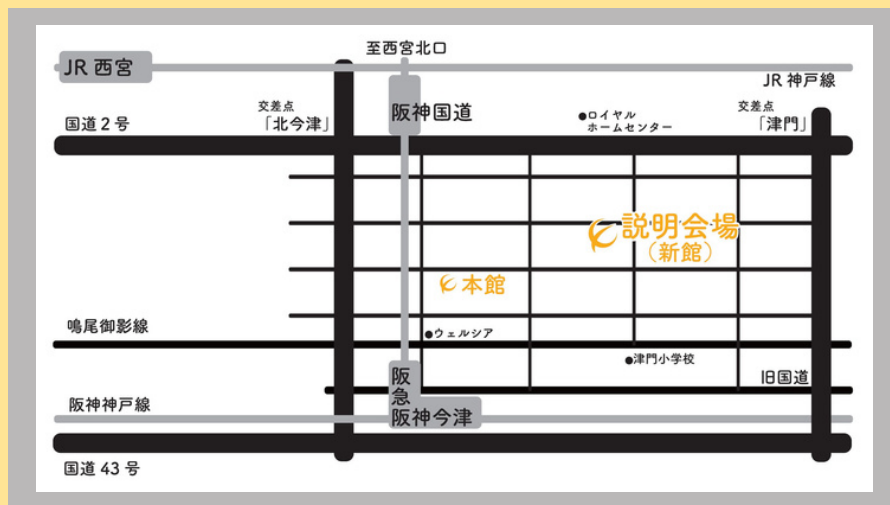 至西宮北口
JR 西宮
JR 神戸線
国道2号
交差点
「北今津」
阪神国道
●ロイヤル
ホームセンター
交差点
「津門」
説明会場
（新館）
本館
鳴尾御影線
●ウェルシア
●津門小学校
旧国道
阪急
阪神今津
阪神神戸線
国道 43 号